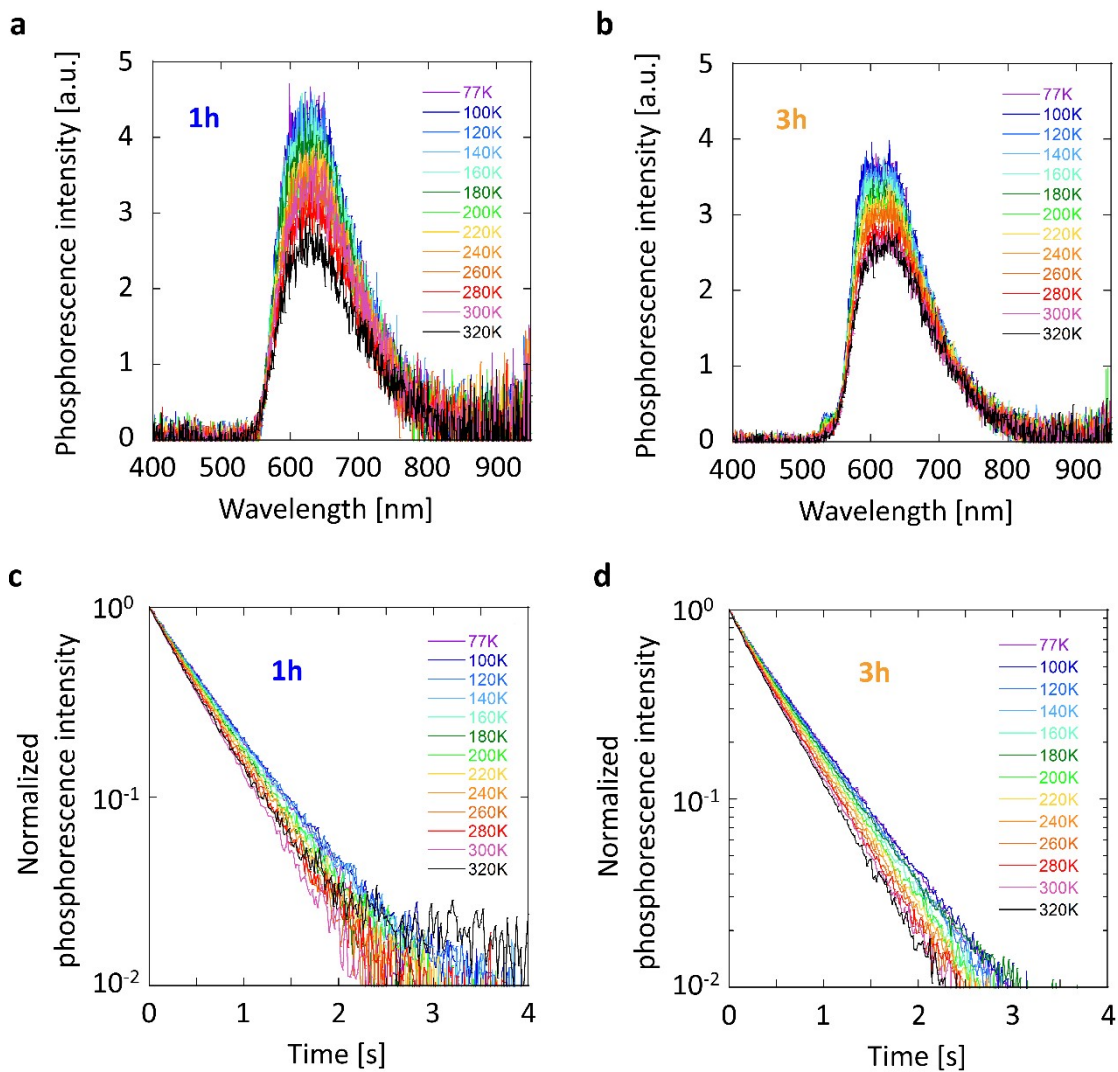 a
Phosphorescence intensity [a.u.]
5
4
3
2
1
0
1h
77K
100K
120K
140K
160K
180K
200K
220K
240K
260K
280K
300K
320K
400 500 600 700 800 900
Wavelength [nm]
b
Phosphorescence intensity [a.u.]
5
4
3
2
1
0
3h
77K
100K
120K
140K
160K
180K
200K
220K
240K
260K
280K
300K
320K
400 500 600 700 800 900
Wavelength [nm]
c
Normalized
phosphorescence intensity
10⁰
10⁻¹
10⁻²
1h
77K
100K
120K
140K
160K
180K
200K
220K
240K
260K
280K
300K
320K
0 1 2 3 4
Time [s]
d
Normalized
phosphorescence intensity
10⁰
10⁻¹
10⁻²
3h
77K
100K
120K
140K
160K
180K
200K
220K
240K
260K
280K
300K
320K
0 1 2 3 4
Time [s]